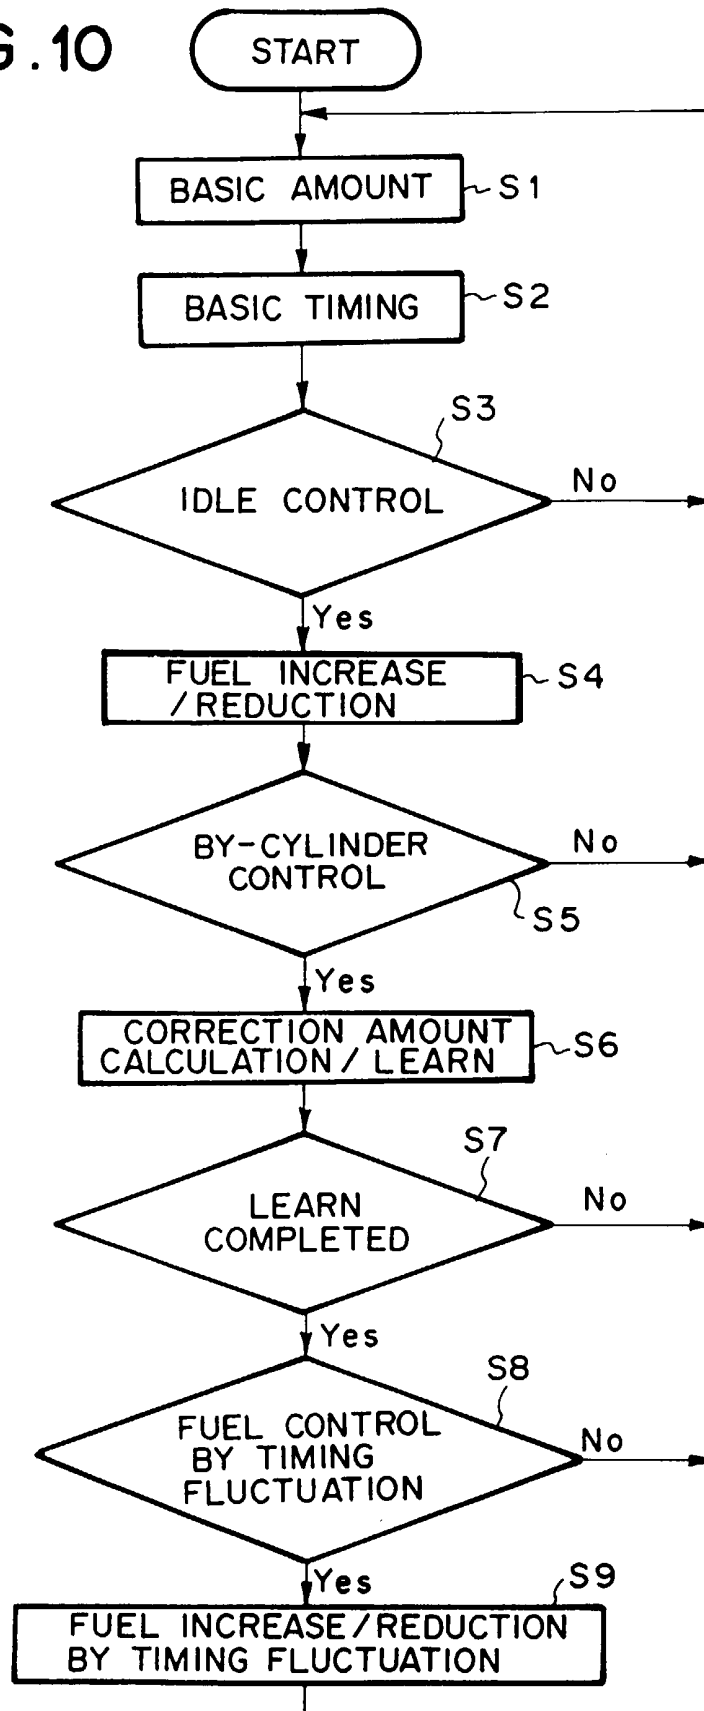 G.10
START
BASIC AMOUNT
S1
BASIC TIMING
S2
S3
IDLE CONTROL
No
Yes
FUEL INCREASE
/REDUCTION
S4
BY-CYLINDER
CONTROL
No
S5
Yes
CORRECTION AMOUNT
CALCULATION / LEARN
S6
S7
LEARN
COMPLETED
No
Yes
S8
FUEL CONTROL
BY TIMING
FLUCTUATION
No
Yes
S9
FUEL INCREASE/REDUCTION
BY TIMING FLUCTUATION